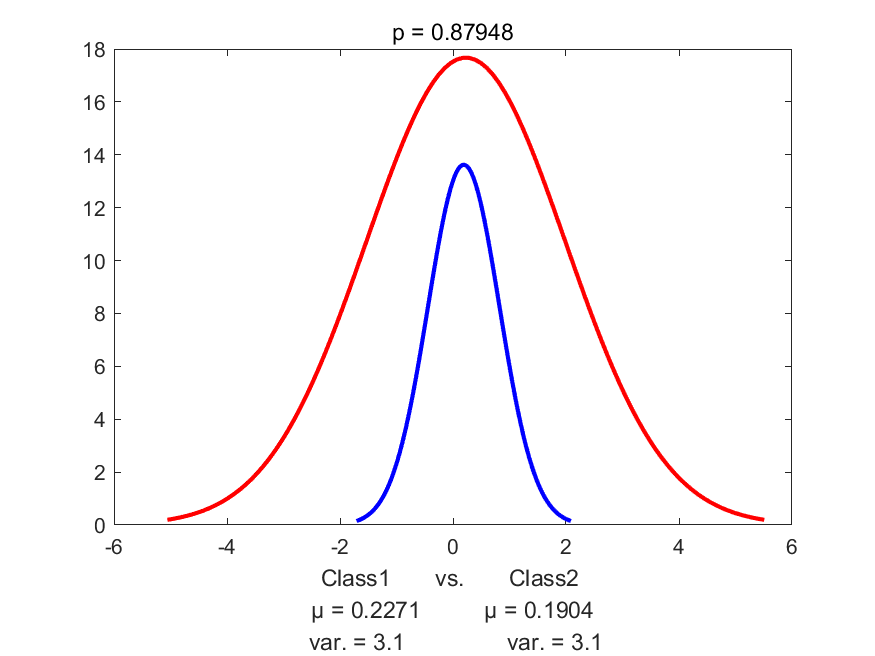 p = 0.87948
18
16
14
12
10
8
6
4
2
0
-6 -4 -2 0 2 4 6
Class1 vs. Class2
μ = 0.2271 μ = 0.1904
var. = 3.1 var. = 3.1